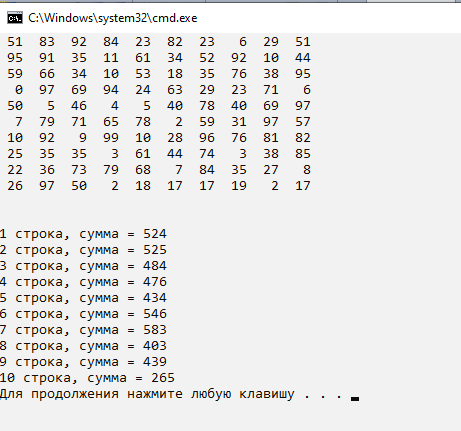 C:\Windows\system32\cmd.exe
51 83 92 84 23 82 23 6 29 51
95 91 35 11 61 34 52 92 10 44
59 66 34 10 53 18 35 76 38 95
0 97 69 94 24 63 29 23 71 6
50 5 46 4 5 40 78 40 69 97
7 79 71 65 78 2 59 31 97 57
10 92 9 99 10 28 96 76 81 82
25 35 35 3 61 44 74 3 38 85
22 36 73 79 68 7 84 35 27 8
26 97 50 2 18 17 17 19 2 17
1 строка, сумма = 524
2 строка, сумма = 525
3 строка, сумма = 484
4 строка, сумма = 476
5 строка, сумма = 434
6 строка, сумма = 546
7 строка, сумма = 583
8 строка, сумма = 403
9 строка, сумма = 439
10 строка, сумма = 265
Для продолжения нажмите любую клавишу . . .